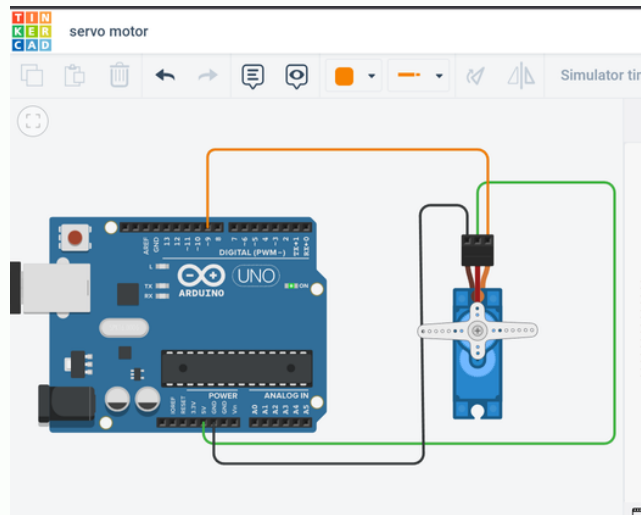 TIN
KER
CAD
servo motor
Simulator tim
AREF
GND
13
12
~11
~10
~9
8
7
~6
~5
4
~3
2
TX→1
RX←0
DIGITAL (PWM~)
L
TX
RX
UNO
ON
ARDUINO
POWER
ANALOG IN
IOREF
RESET
3.3V
5V
GND
GND
Vin
A0
A1
A2
A3
A4
A5